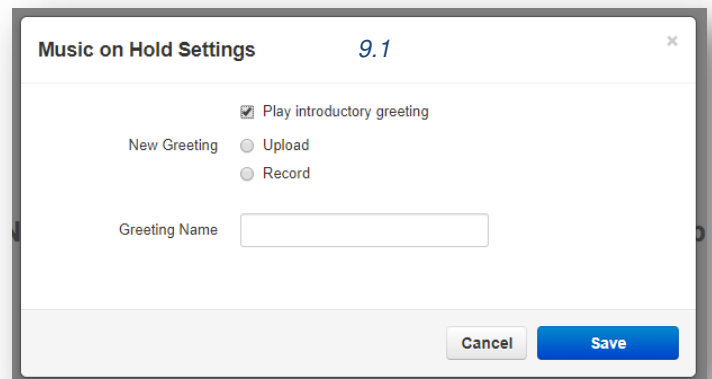 Music on Hold Settings 9.1 ×
Play introductory greeting
New Greeting Upload
Record
Greeting Name
Cancel Save